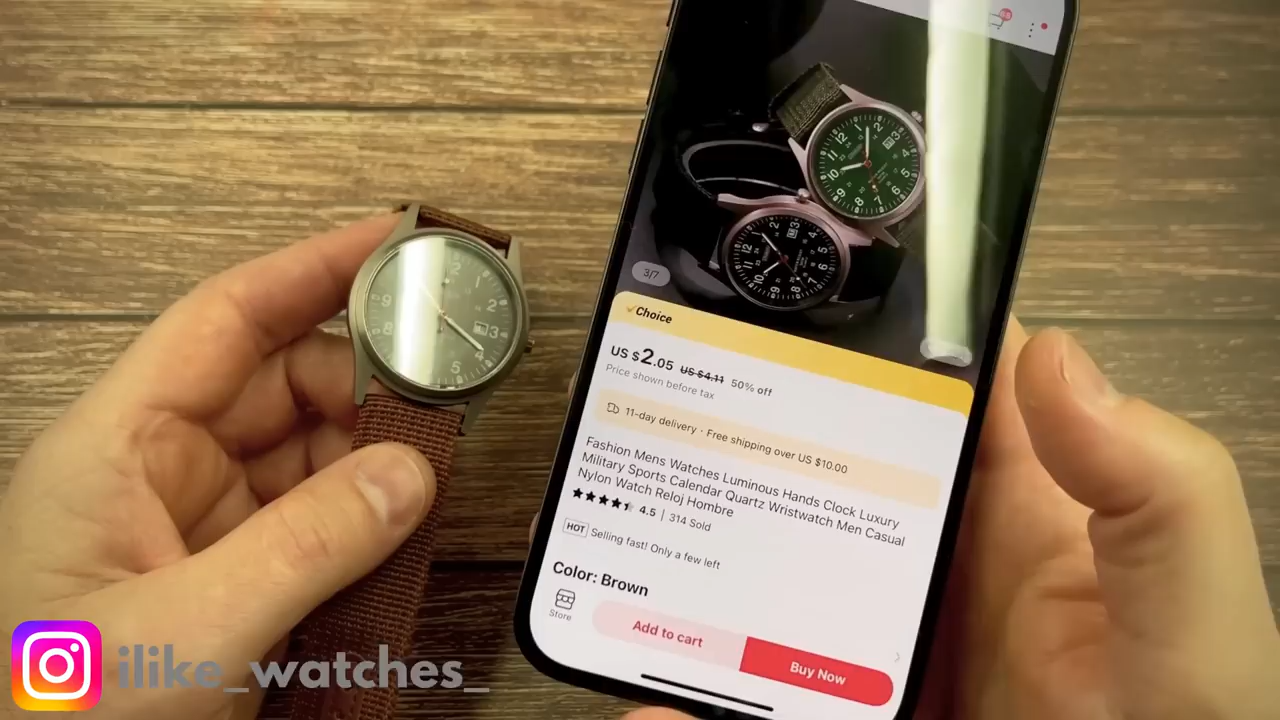 3/7
Choice
US $2.05 US $4.11 50% off
Price shown before tax
11-day delivery · Free shipping over US $10.00
Fashion Mens Watches Luminous Hands Clock Luxury
Military Sports Calendar Quartz Wristwatch Men Casual
Nylon Watch Reloj Hombre
4.5 | 314 Sold
HOT Selling fast! Only a few left
Color: Brown
Store
Add to cart
Buy Now
ilike_watches_